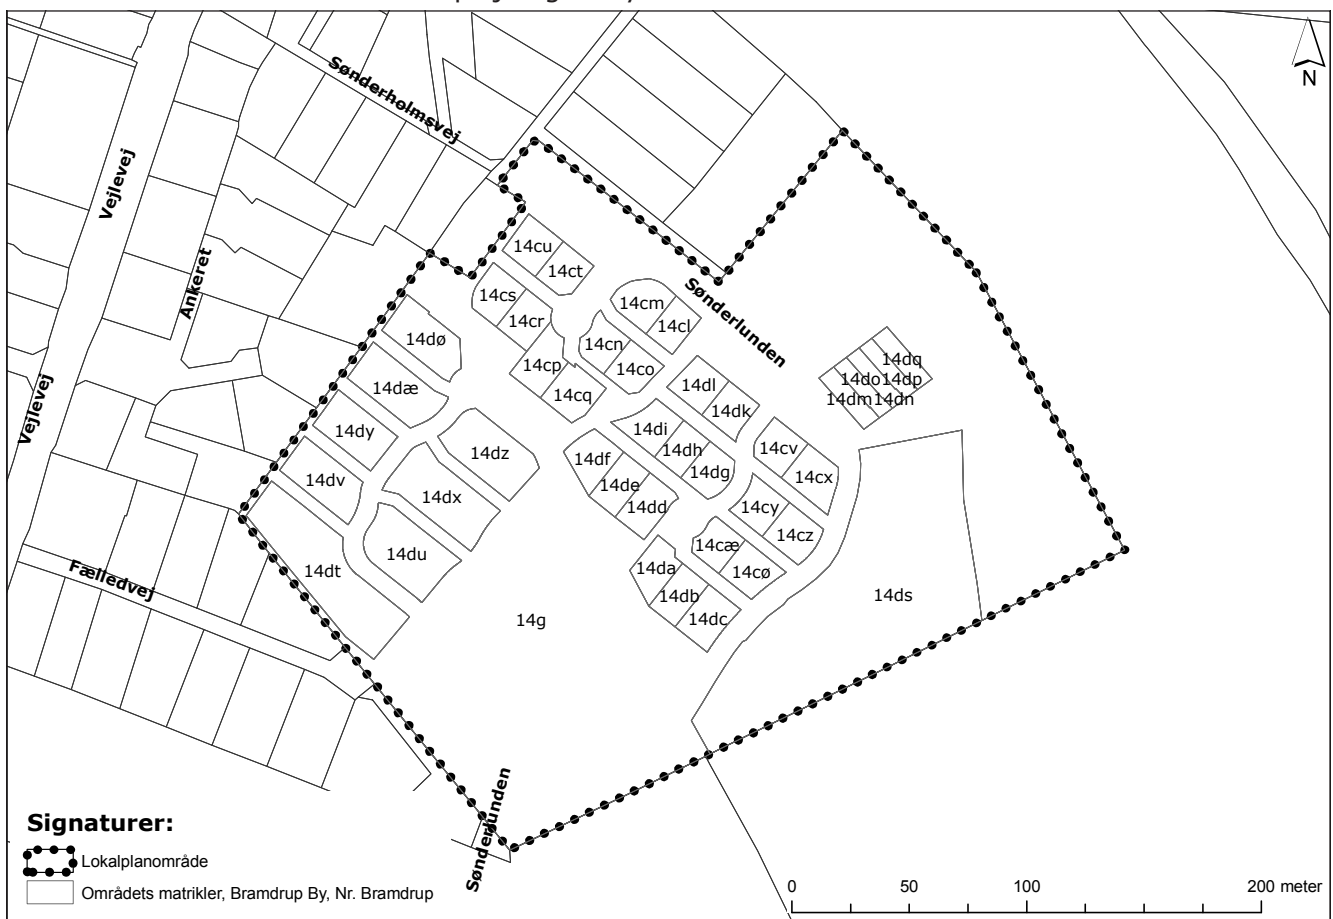 Sønderholmsvej
N
Vejlevej
Ankeret
14cu
14ct
14cs
14cr
14cm
14cl
Sønderlunden
14dø
14cn
14co
14cp
14cq
14dæ
14dq
14do
14dp
14dm
14dn
14dl
14dk
Vejlevej
14dy
14di
14dh
14dg
14cv
14cx
14dz
14df
14de
14dd
14dv
14dx
14cy
14cz
14du
14cæ
14cø
14dt
Fælledvej
14da
14db
14dc
14ds
14g
Sønderlunden
Signaturer:
Lokalplanområde
Områdets matrikler, Bramdrup By, Nr. Bramdrup
0 50 100 200 meter